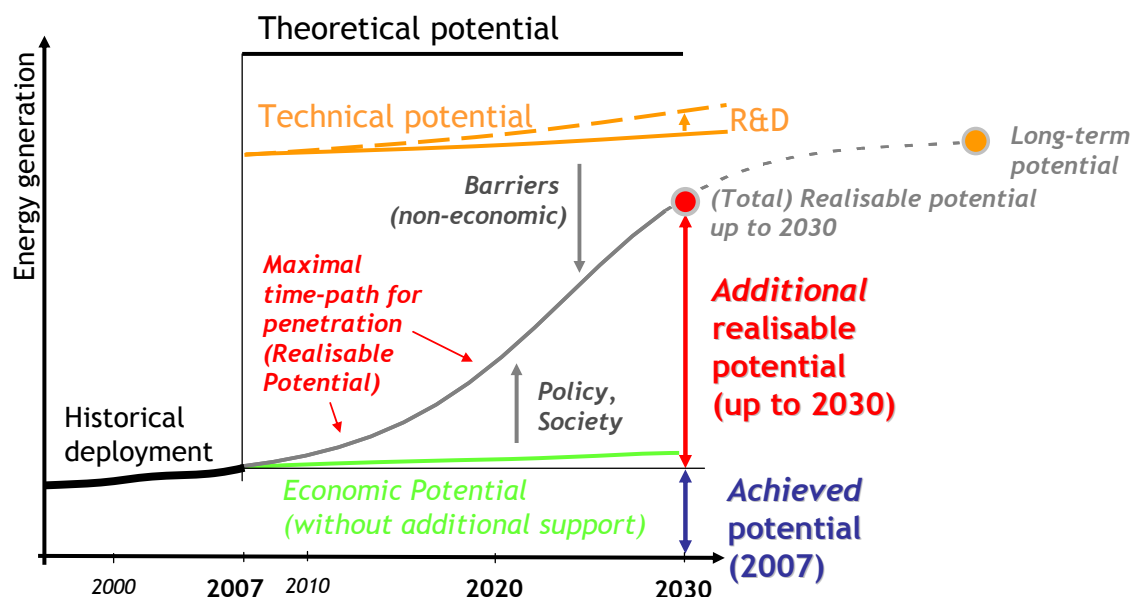 Theoretical potential
Energy generation
Technical potential
R&D
Long-term
potential
Barriers
(non-economic)
(Total) Realisable potential
up to 2030
Maximal
time-path for
penetration
(Realisable
Potential)
Additional
realisable
potential
(up to 2030)
Policy,
Society
Historical
deployment
Economic Potential
(without additional support)
Achieved
potential
(2007)
2000
2007
2010
2020
2030